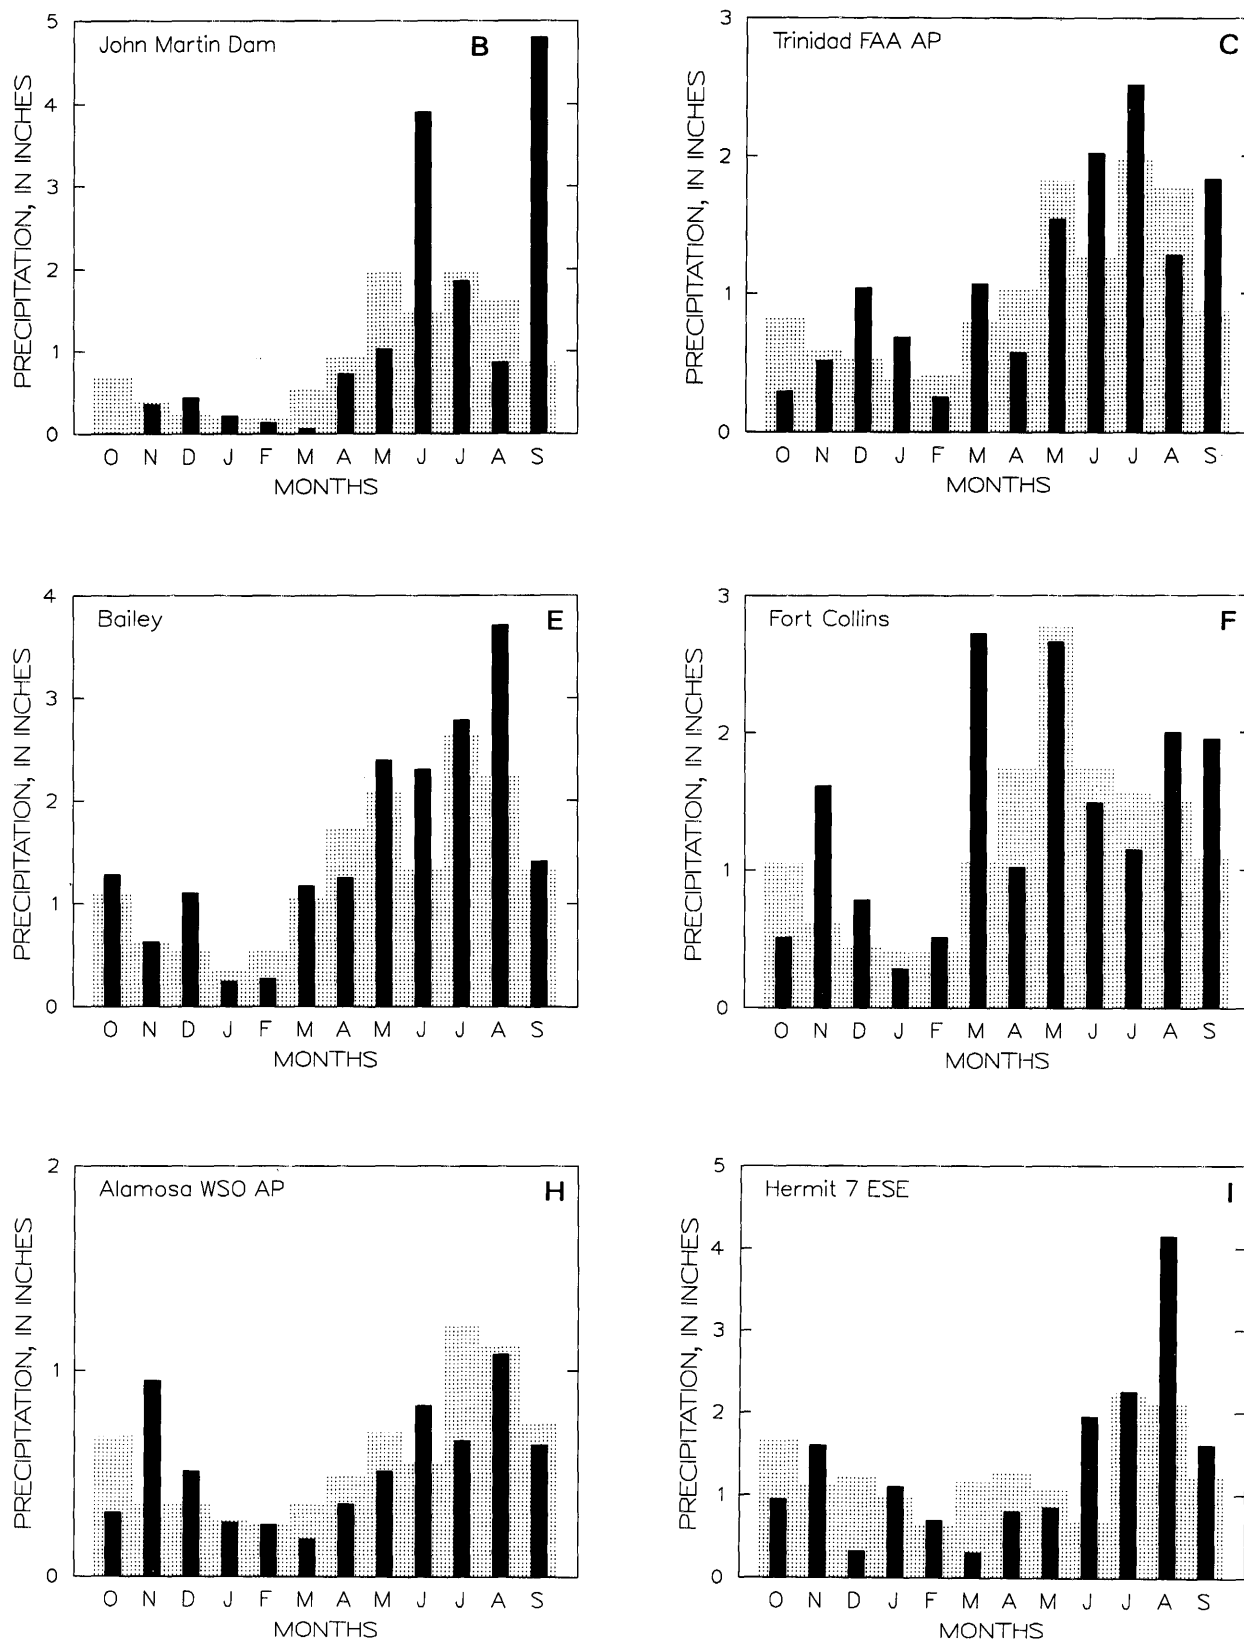 John Martin Dam B
PRECIPITATION, IN INCHES
5
4
3
2
1
0
O N D J F M A M J J A S
MONTHS
Trinidad FAA AP C
PRECIPITATION, IN INCHES
3
2
1
0
O N D J F M A M J J A S
MONTHS
Bailey E
PRECIPITATION, IN INCHES
4
3
2
1
0
O N D J F M A M J J A S
MONTHS
Fort Collins F
PRECIPITATION, IN INCHES
3
2
1
0
O N D J F M A M J J A S
MONTHS
Alamosa WSO AP H
PRECIPITATION, IN INCHES
2
1
0
O N D J F M A M J J A S
MONTHS
Hermit 7 ESE I
PRECIPITATION, IN INCHES
5
4
3
2
1
0
O N D J F M A M J J A S
MONTHS